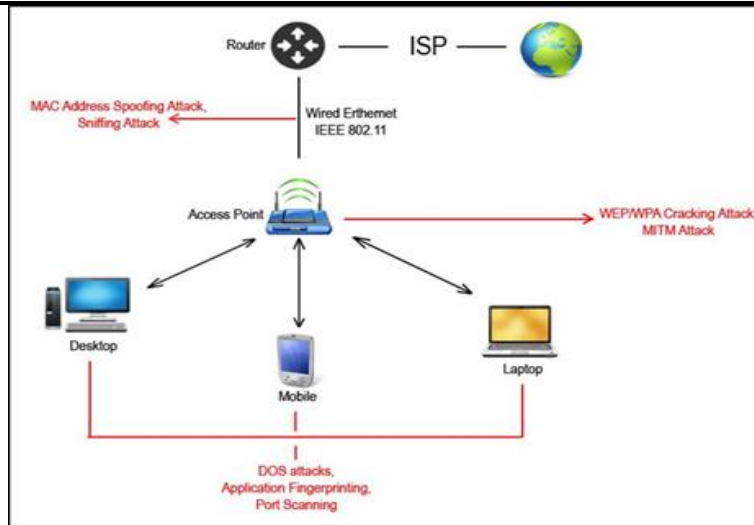 Router
ISP
MAC Address Spoofing Attack,
Sniffing Attack
Wired Erthernet
IEEE 802.11
Access Point
WEP/WPA Cracking Attack
MITM Attack
Desktop
Mobile
Laptop
DOS attacks,
Application Fingerprinting,
Port Scanning